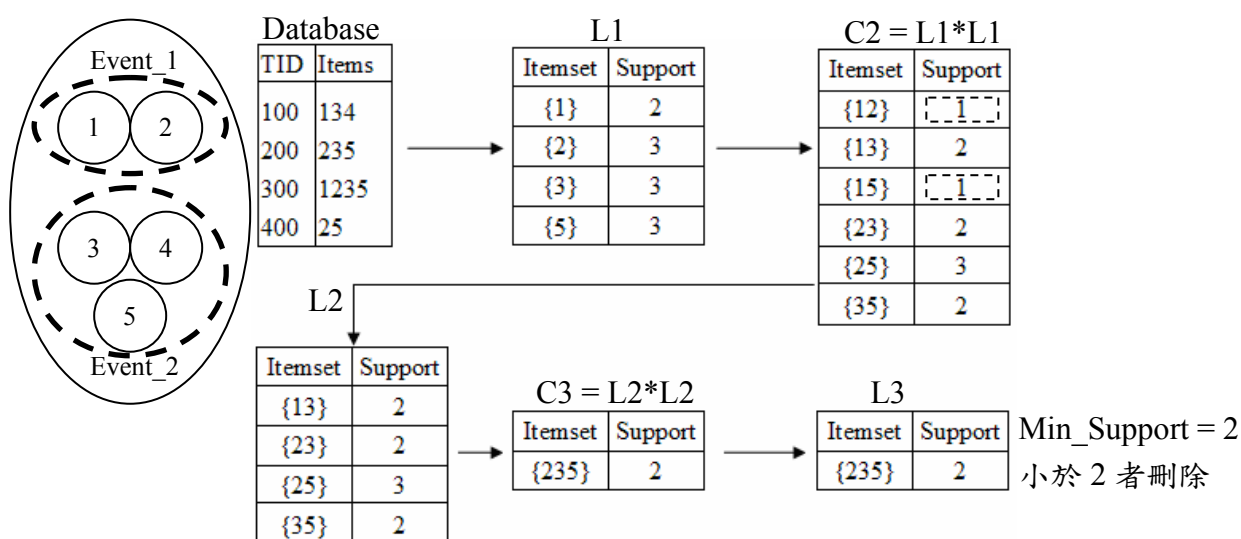 Event_1
1 2
3 4
5
Event_2
Database
TID Items
100 134
200 235
300 1235
400 25
L1
Itemset Support
{1} 2
{2} 3
{3} 3
{5} 3
C2 = L1*L1
Itemset Support
{12} 1
{13} 2
{15} 1
{23} 2
{25} 3
{35} 2
L2
Itemset Support
{13} 2
{23} 2
{25} 3
{35} 2
C3 = L2*L2
Itemset Support
{235} 2
L3
Itemset Support
{235} 2
Min_Support = 2
小於 2 者刪除